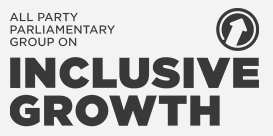 ALL PARTY
PARLIAMENTARY
GROUP ON
INCLUSIVE
GROWTH